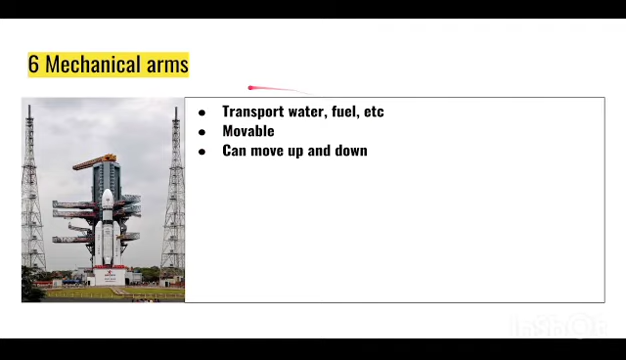 6 Mechanical arms
● Transport water, fuel, etc
● Movable
● Can move up and down